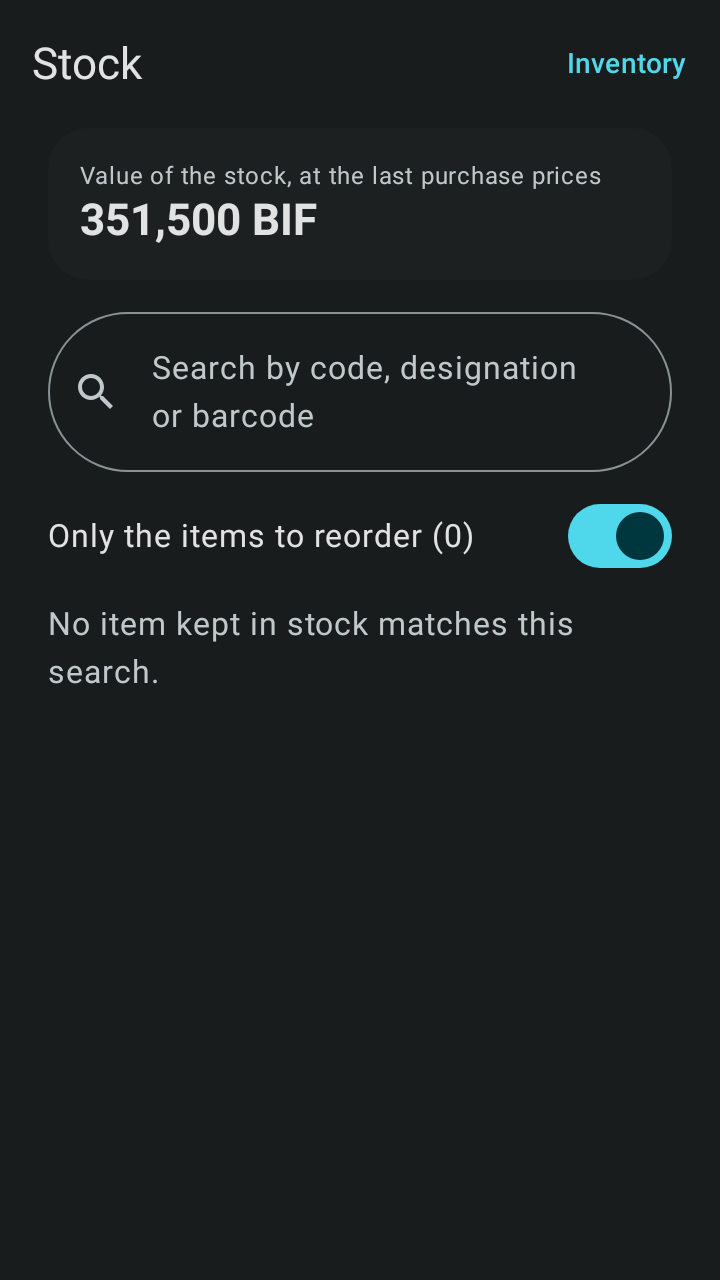 Stock
Inventory
Value of the stock, at the last purchase prices
351,500 BIF
Search by code, designation
or barcode
Only the items to reorder (0)
No item kept in stock matches this
search.